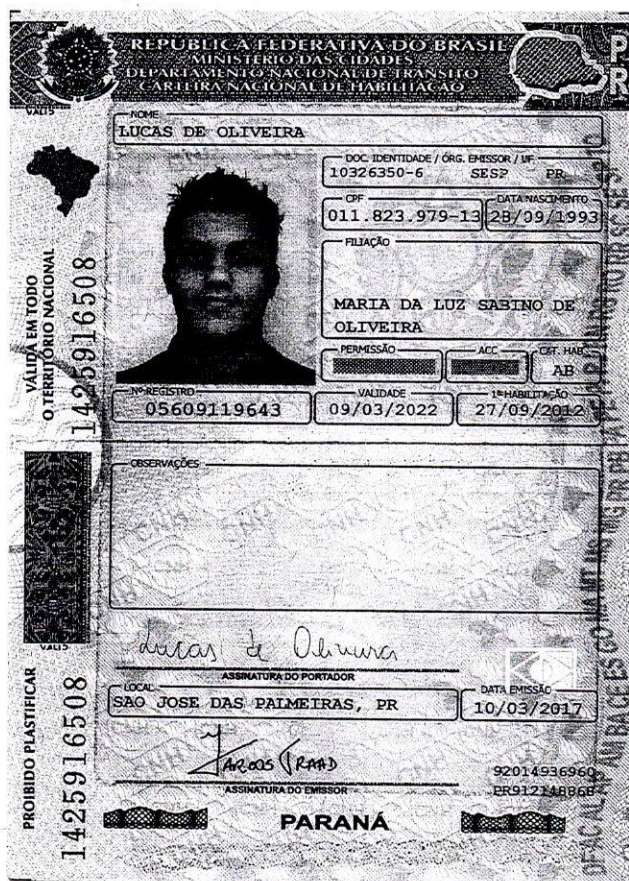 REPÚBLICA FEDERATIVA DO BRASIL
MINISTÉRIO DAS CIDADES
DEPARTAMENTO NACIONAL DE TRÂNSITO
CARTEIRA NACIONAL DE HABILITAÇÃO
PR
NOME
LUCAS DE OLIVEIRA
DOC. IDENTIDADE / ÓRG. EMISSOR / UF
10326350-6 SESP PR
CPF DATA NASCIMENTO
011.823.979-13 28/09/1993
FILIAÇÃO
MARIA DA LUZ SABINO DE
OLIVEIRA
PERMISSÃO ACC CAT. HAB.
AB
Nº REGISTRO VALIDADE 1ª HABILITAÇÃO
05609119643 09/03/2022 27/09/2012
VÁLIDA EM TODO
O TERRITÓRIO NACIONAL
1425916508
OBSERVAÇÕES
Lucas de Oliveira
ASSINATURA DO PORTADOR
LOCAL DATA EMISSÃO
SAO JOSE DAS PALMEIRAS, PR 10/03/2017
ASSINATURA DO EMISSOR
92014936960
PR912148868
PROIBIDO PLASTIFICAR
1425916508
PARANÁ